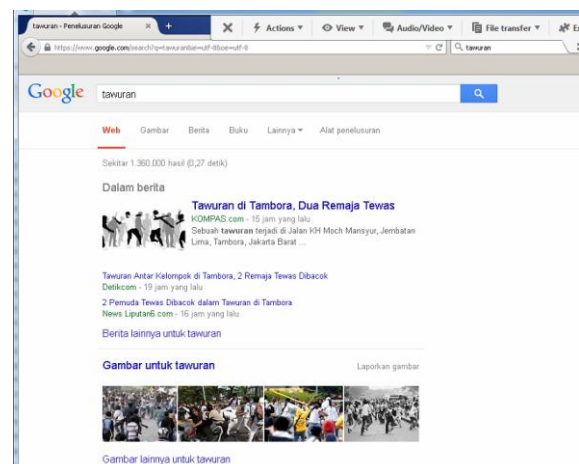 tawuran - Penelusuran Google
Actions
View
Audio/Video
File transfer
https://www.google.com/search?q=tawuran&ie=utf-8&oe=utf-8
tawuran
Google
tawuran
Web Gambar Berita Buku Lainnya Alat penelusuran
Sekitar 1.360.000 hasil (0,27 detik)
Dalam berita
Tawuran di Tambora, Dua Remaja Tewas
KOMPAS.com - 15 jam yang lalu
Sebuah tawuran terjadi di Jalan KH Moch Mansyur, Jembatan
Lima, Tambora, Jakarta Barat ...
Tawuran Antar Kelompok di Tambora, 2 Remaja Tewas Dibacok
Detikcom - 19 jam yang lalu
2 Pemuda Tewas Dibacok dalam Tawuran di Tambora
News Liputan6.com - 16 jam yang lalu
Berita lainnya untuk tawuran
Gambar untuk tawuran
Laporkan gambar
Gambar lainnya untuk tawuran